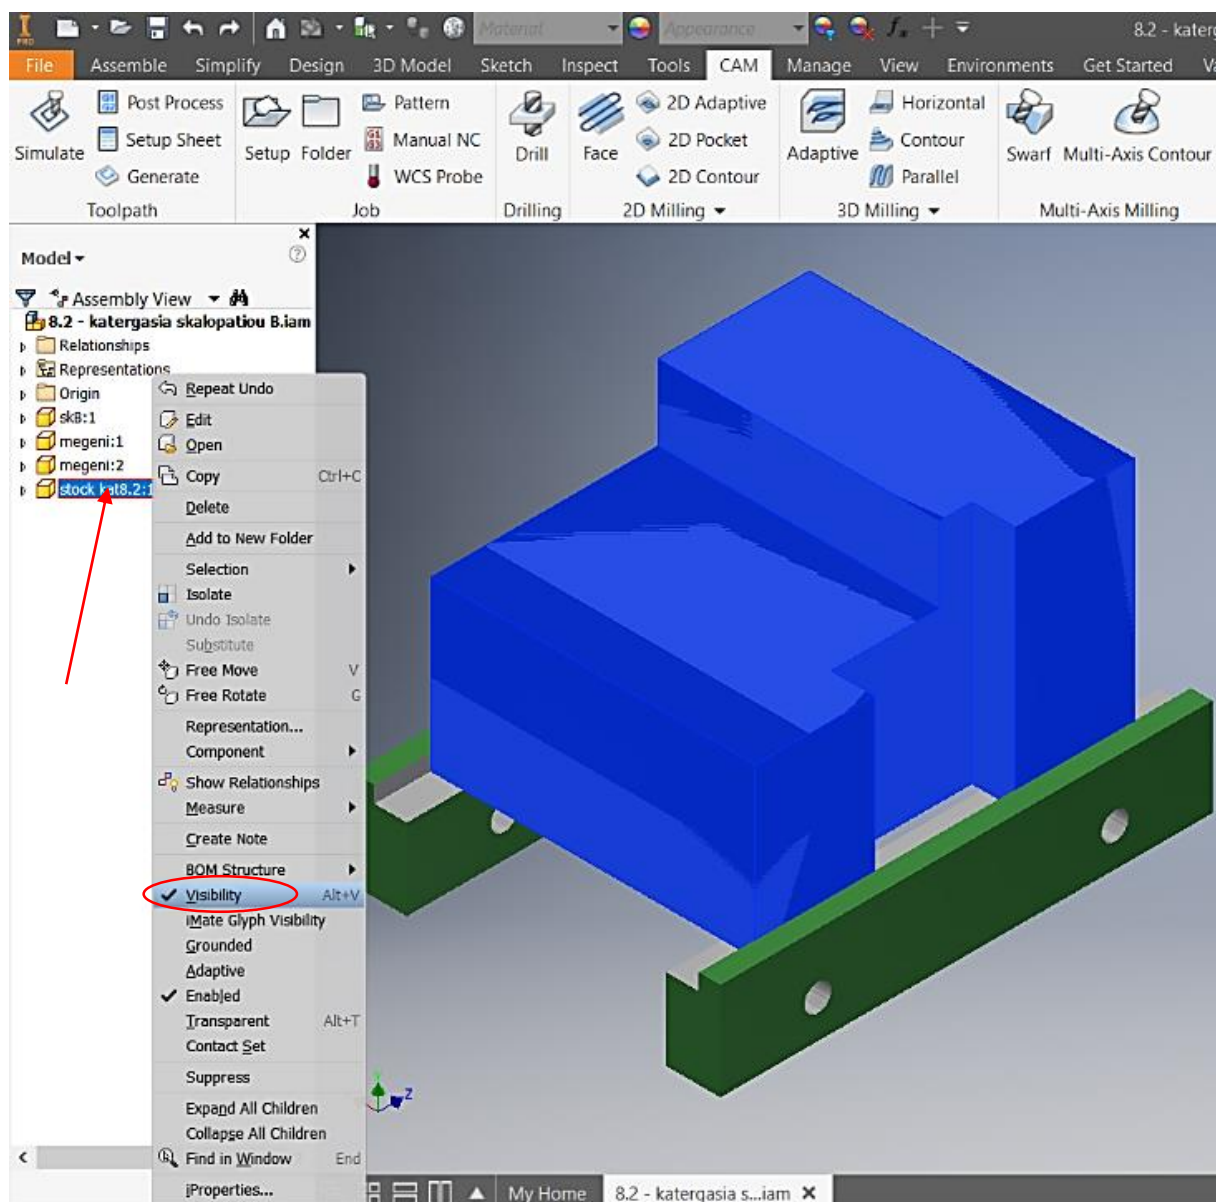 PRO
Material
Appearance
fx
8.2 - katerg
File Assemble Simplify Design 3D Model Sketch Inspect Tools CAM Manage View Environments Get Started Va
Simulate
Post Process
Setup Sheet
Generate
Toolpath
Setup
Folder
Pattern
Manual NC
WCS Probe
Job
Drill
Drilling
Face
2D Adaptive
2D Pocket
2D Contour
2D Milling
Adaptive
Horizontal
Contour
Parallel
3D Milling
Swarf
Multi-Axis Contour
Multi-Axis Milling
Model
Assembly View
8.2 - katergasia skalopatiou B.iam
Relationships
Representations
Origin
skB:1
megeni:1
megeni:2
stock kat8.2:1
Repeat Undo
Edit
Open
Copy Ctrl+C
Delete
Add to New Folder
Selection
Isolate
Undo Isolate
Substitute
Free Move V
Free Rotate G
Representation...
Component
Show Relationships
Measure
Create Note
BOM Structure
Visibility Alt+V
iMate Glyph Visibility
Grounded
Adaptive
Enabled
Transparent Alt+T
Contact Set
Suppress
Expand All Children
Collapse All Children
Find in Window End
iProperties...
Z
My Home
8.2 - katergasia s...iam